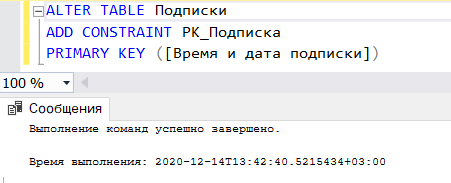 ALTER TABLE Подписки
ADD CONSTRAINT PK_Подписка
PRIMARY KEY ([Время и дата подписки])
100 %
Сообщения
Выполнение команд успешно завершено.
Время выполнения: 2020-12-14T13:42:40.5215434+03:00